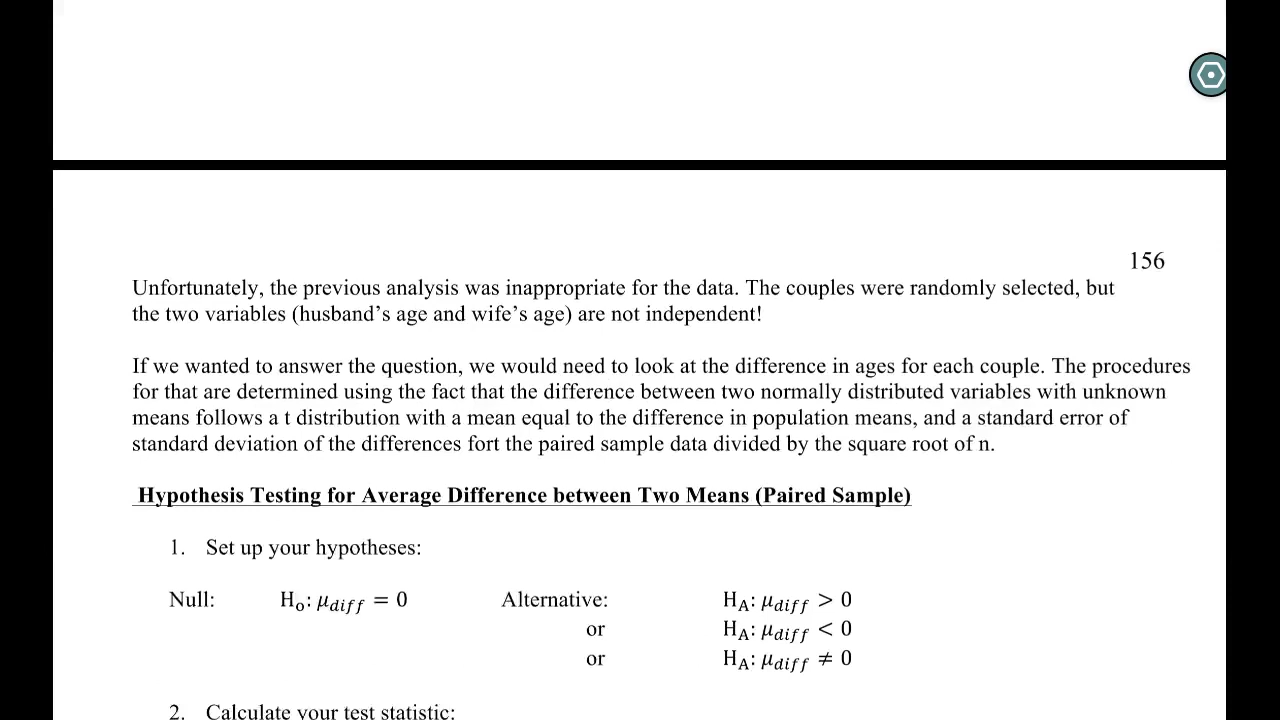 156
Unfortunately, the previous analysis was inappropriate for the data. The couples were randomly selected, but
the two variables (husband's age and wife's age) are not independent!
If we wanted to answer the question, we would need to look at the difference in ages for each couple. The procedures
for that are determined using the fact that the difference between two normally distributed variables with unknown
means follows a t distribution with a mean equal to the difference in population means, and a standard error of
standard deviation of the differences fort the paired sample data divided by the square root of n.
Hypothesis Testing for Average Difference between Two Means (Paired Sample)
1. Set up your hypotheses:
Null: Hₒ: μ_diff = 0 Alternative: H_A: μ_diff > 0
or H_A: μ_diff < 0
or H_A: μ_diff ≠ 0
2. Calculate your test statistic: